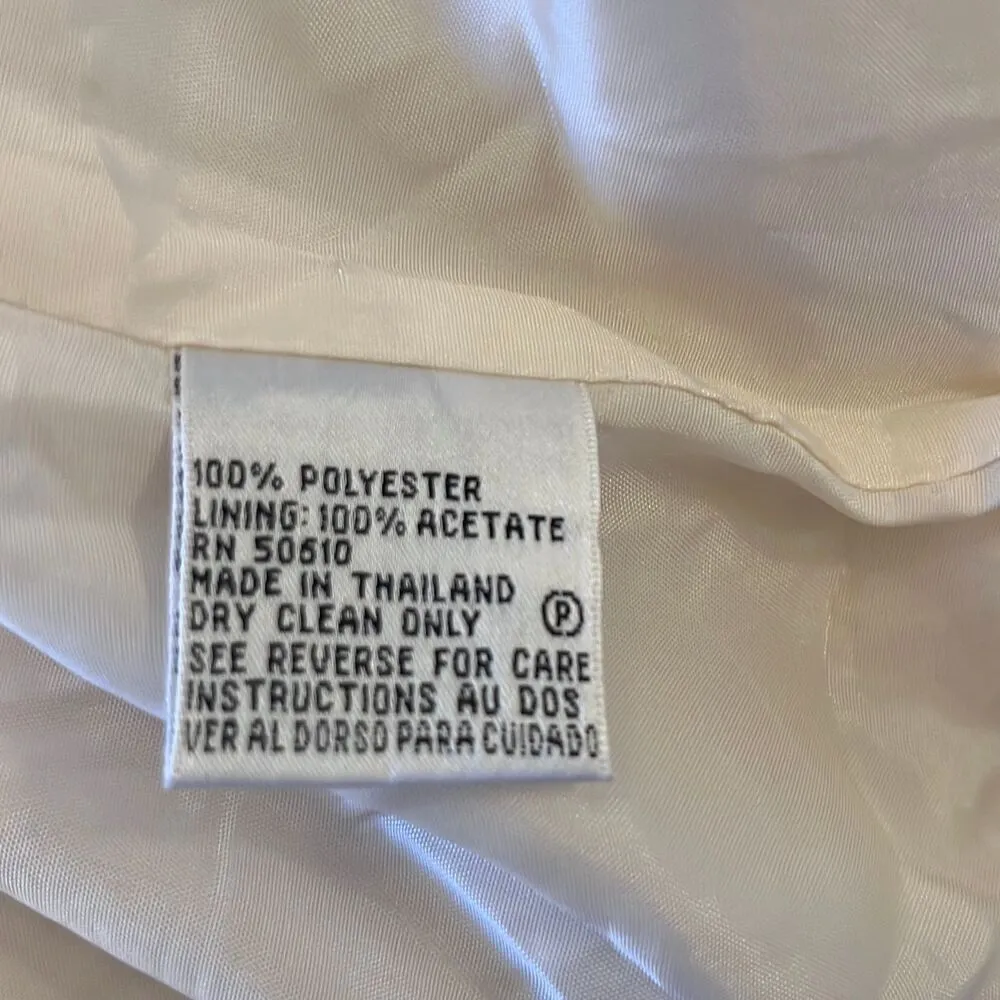 100% POLYESTER
LINING: 100% ACETATE
RN 50610
MADE IN THAILAND
DRY CLEAN ONLY Ⓟ
SEE REVERSE FOR CARE
INSTRUCTIONS AU DOS
VER AL DORSO PARA CUIDADO